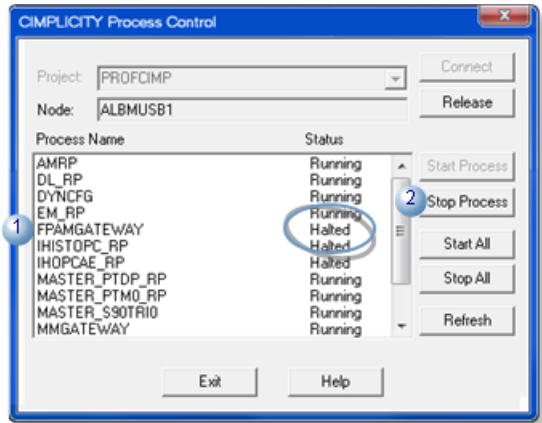 CIMPLICITY Process Control
Project: PROFCIMP Connect
Node: ALBMUSB1 Release
Process Name Status
AMRP Running Start Process
DL_RP Running
DYNCFG Running
EM_RP Running 2 Stop Process
1 FPAMGATEWAY Halted
IHISTOPC_RP Halted Start All
IHOPCAE_RP Halted
MASTER_PTDP_RP Running Stop All
MASTER_PTM0_RP Running
MASTER_S90TRI0 Running Refresh
MMGATEWAY Running
Exit Help